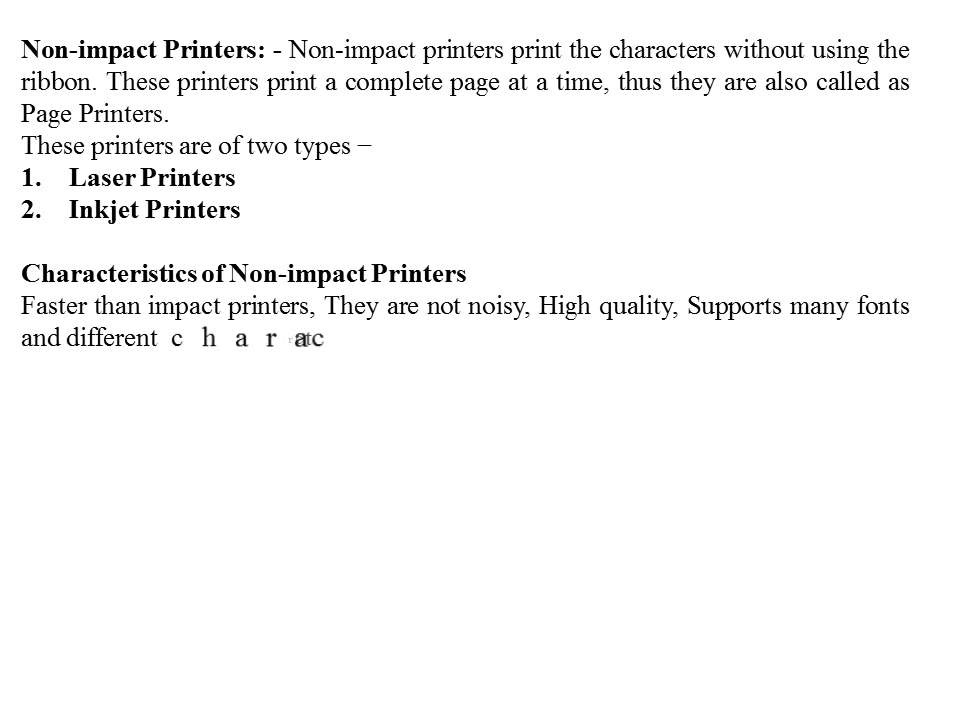 Non-impact Printers: - Non-impact printers print the characters without using the
ribbon. These printers print a complete page at a time, thus they are also called as
Page Printers.
These printers are of two types −
1. Laser Printers
2. Inkjet Printers
Characteristics of Non-impact Printers
Faster than impact printers, They are not noisy, High quality, Supports many fonts
and different